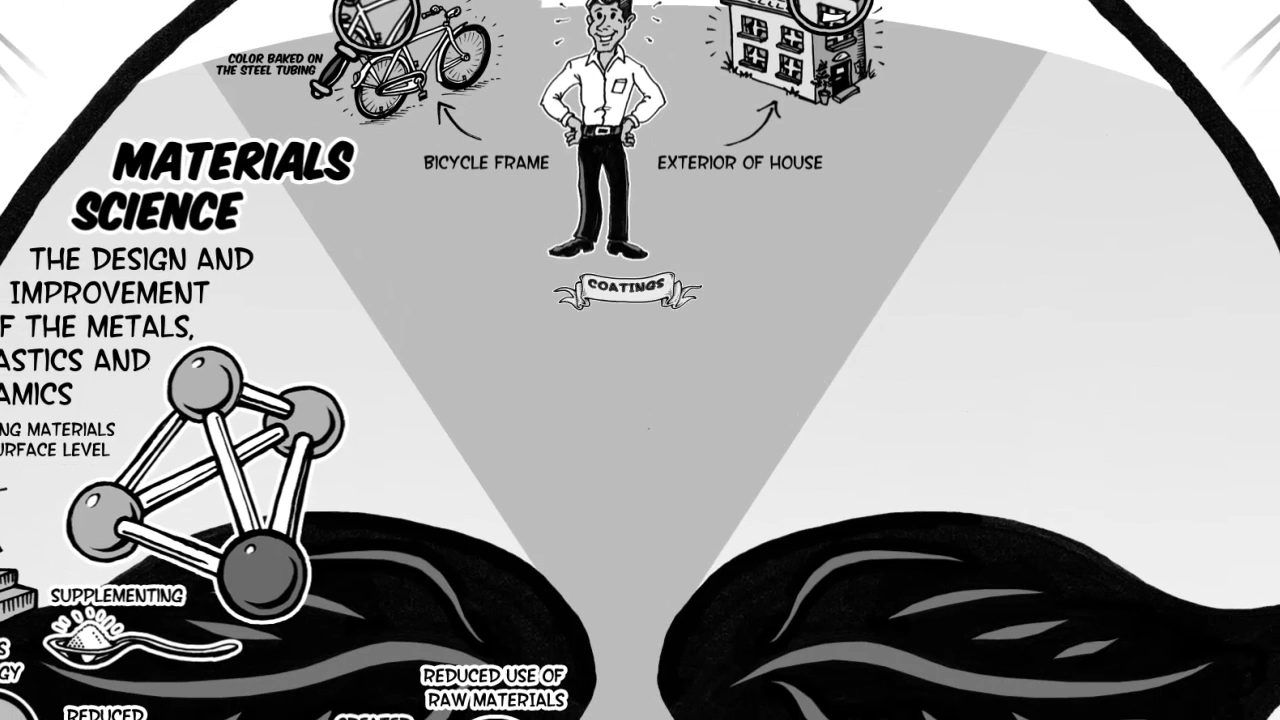 COLOR BAKED ON
THE STEEL TUBING
BICYCLE FRAME
EXTERIOR OF HOUSE
COATINGS
MATERIALS
SCIENCE
THE DESIGN AND
IMPROVEMENT
F THE METALS,
ASTICS AND
AMICS
NG MATERIALS
URFACE LEVEL
SUPPLEMENTING
S
GY
REDUCED
REDUCED USE OF
RAW MATERIALS